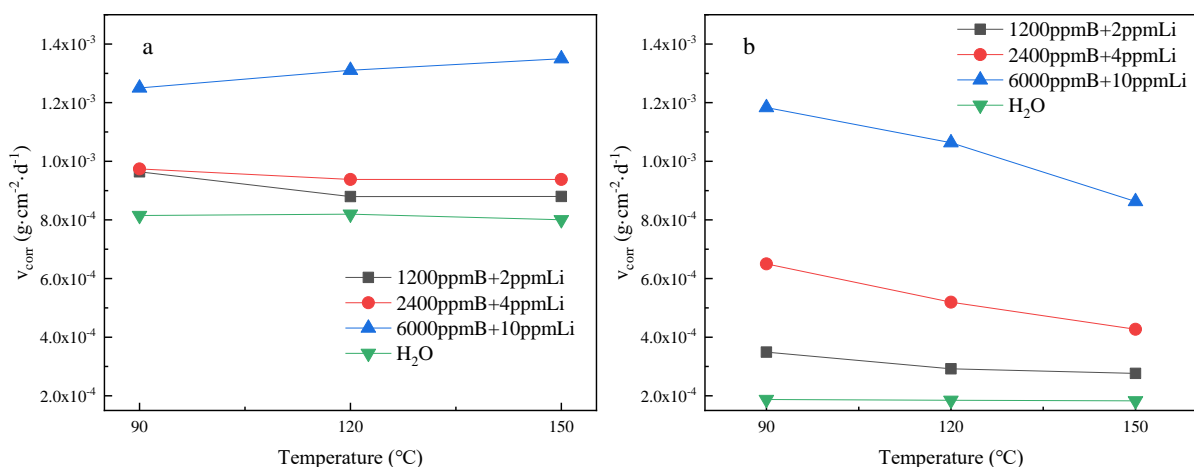 a
1.4x10⁻³
1.2x10⁻³
1.0x10⁻³
8.0x10⁻⁴
6.0x10⁻⁴
4.0x10⁻⁴
2.0x10⁻⁴
v_corr (g·cm⁻²·d⁻¹)
1200ppmB+2ppmLi
2400ppmB+4ppmLi
6000ppmB+10ppmLi
H₂O
90 120 150
Temperature (℃)
b
1.4x10⁻³
1.2x10⁻³
1.0x10⁻³
8.0x10⁻⁴
6.0x10⁻⁴
4.0x10⁻⁴
2.0x10⁻⁴
v_corr (g·cm⁻²·d⁻¹)
1200ppmB+2ppmLi
2400ppmB+4ppmLi
6000ppmB+10ppmLi
H₂O
90 120 150
Temperature (℃)